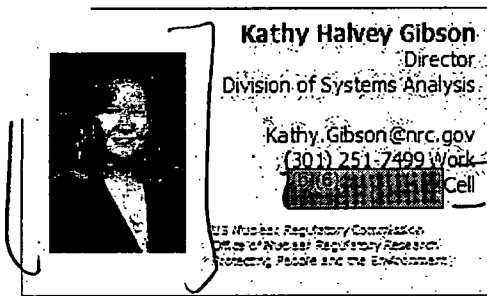 Kathy Halvey Gibson
Director
Division of Systems Analysis
Kathy.Gibson@nrc.gov
(301) 251-7499 Work
(b)(6) Cell
US Nuclear Regulatory Commission
Office of Nuclear Regulatory Research
Protecting People and the Environment